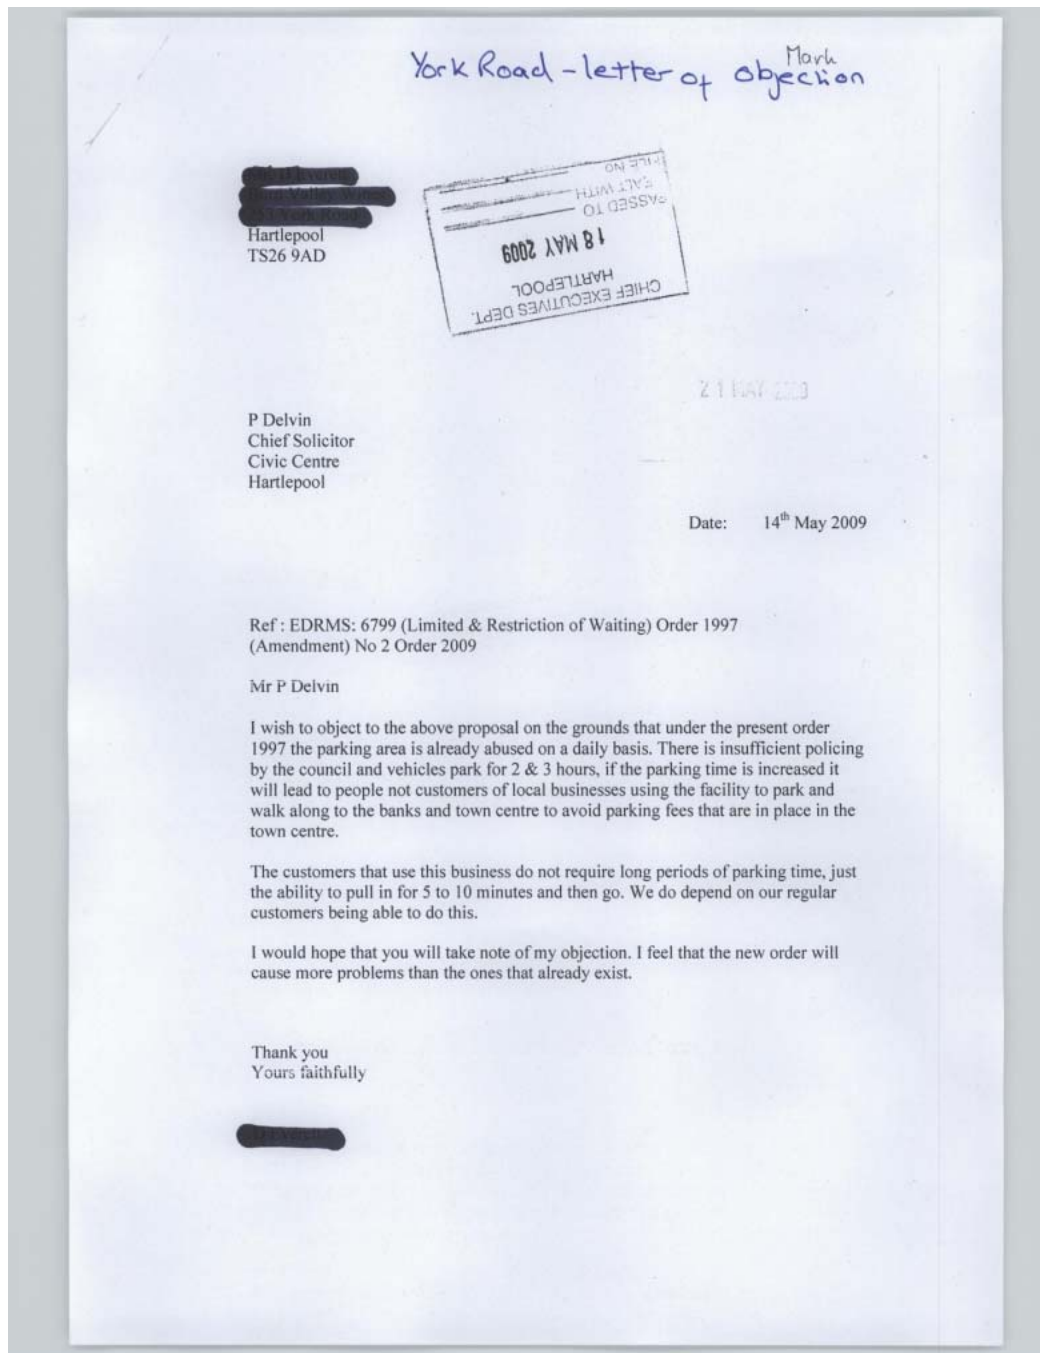 Mark
York Road - letter of objection
Hartlepool
TS26 9AD
CHIEF EXECUTIVES DEPT.
HARTLEPOOL
18 MAY 2009
PASSED TO
DEALT WITH
FILE NO
21 MAY 2009
P Delvin
Chief Solicitor
Civic Centre
Hartlepool
Date: 14th May 2009
Ref : EDRMS: 6799 (Limited & Restriction of Waiting) Order 1997
(Amendment) No 2 Order 2009
Mr P Delvin
I wish to object to the above proposal on the grounds that under the present order
1997 the parking area is already abused on a daily basis. There is insufficient policing
by the council and vehicles park for 2 & 3 hours, if the parking time is increased it
will lead to people not customers of local businesses using the facility to park and
walk along to the banks and town centre to avoid parking fees that are in place in the
town centre.
The customers that use this business do not require long periods of parking time, just
the ability to pull in for 5 to 10 minutes and then go. We do depend on our regular
customers being able to do this.
I would hope that you will take note of my objection. I feel that the new order will
cause more problems than the ones that already exist.
Thank you
Yours faithfully